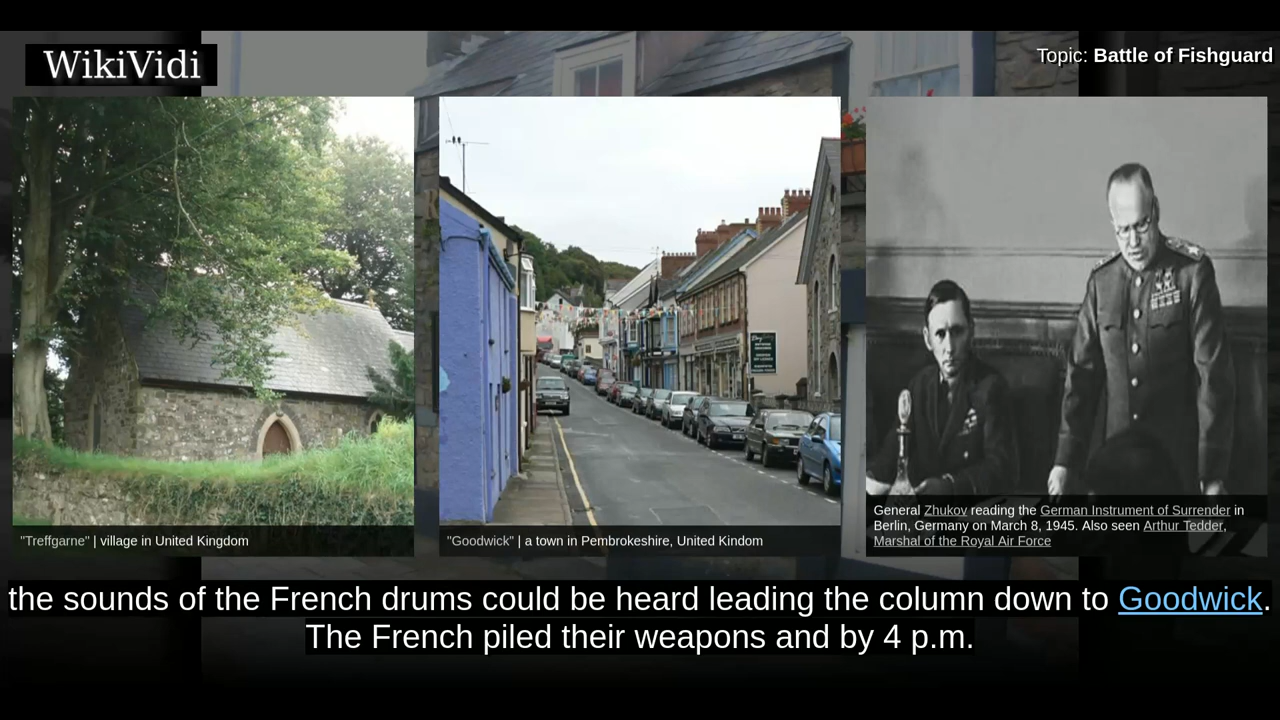 WikiVidi
Topic: Battle of Fishguard
"Treffgarne" | village in United Kingdom
"Goodwick" | a town in Pembrokeshire, United Kindom
General Zhukov reading the German Instrument of Surrender in
Berlin, Germany on March 8, 1945. Also seen Arthur Tedder,
Marshal of the Royal Air Force
the sounds of the French drums could be heard leading the column down to Goodwick.
The French piled their weapons and by 4 p.m.